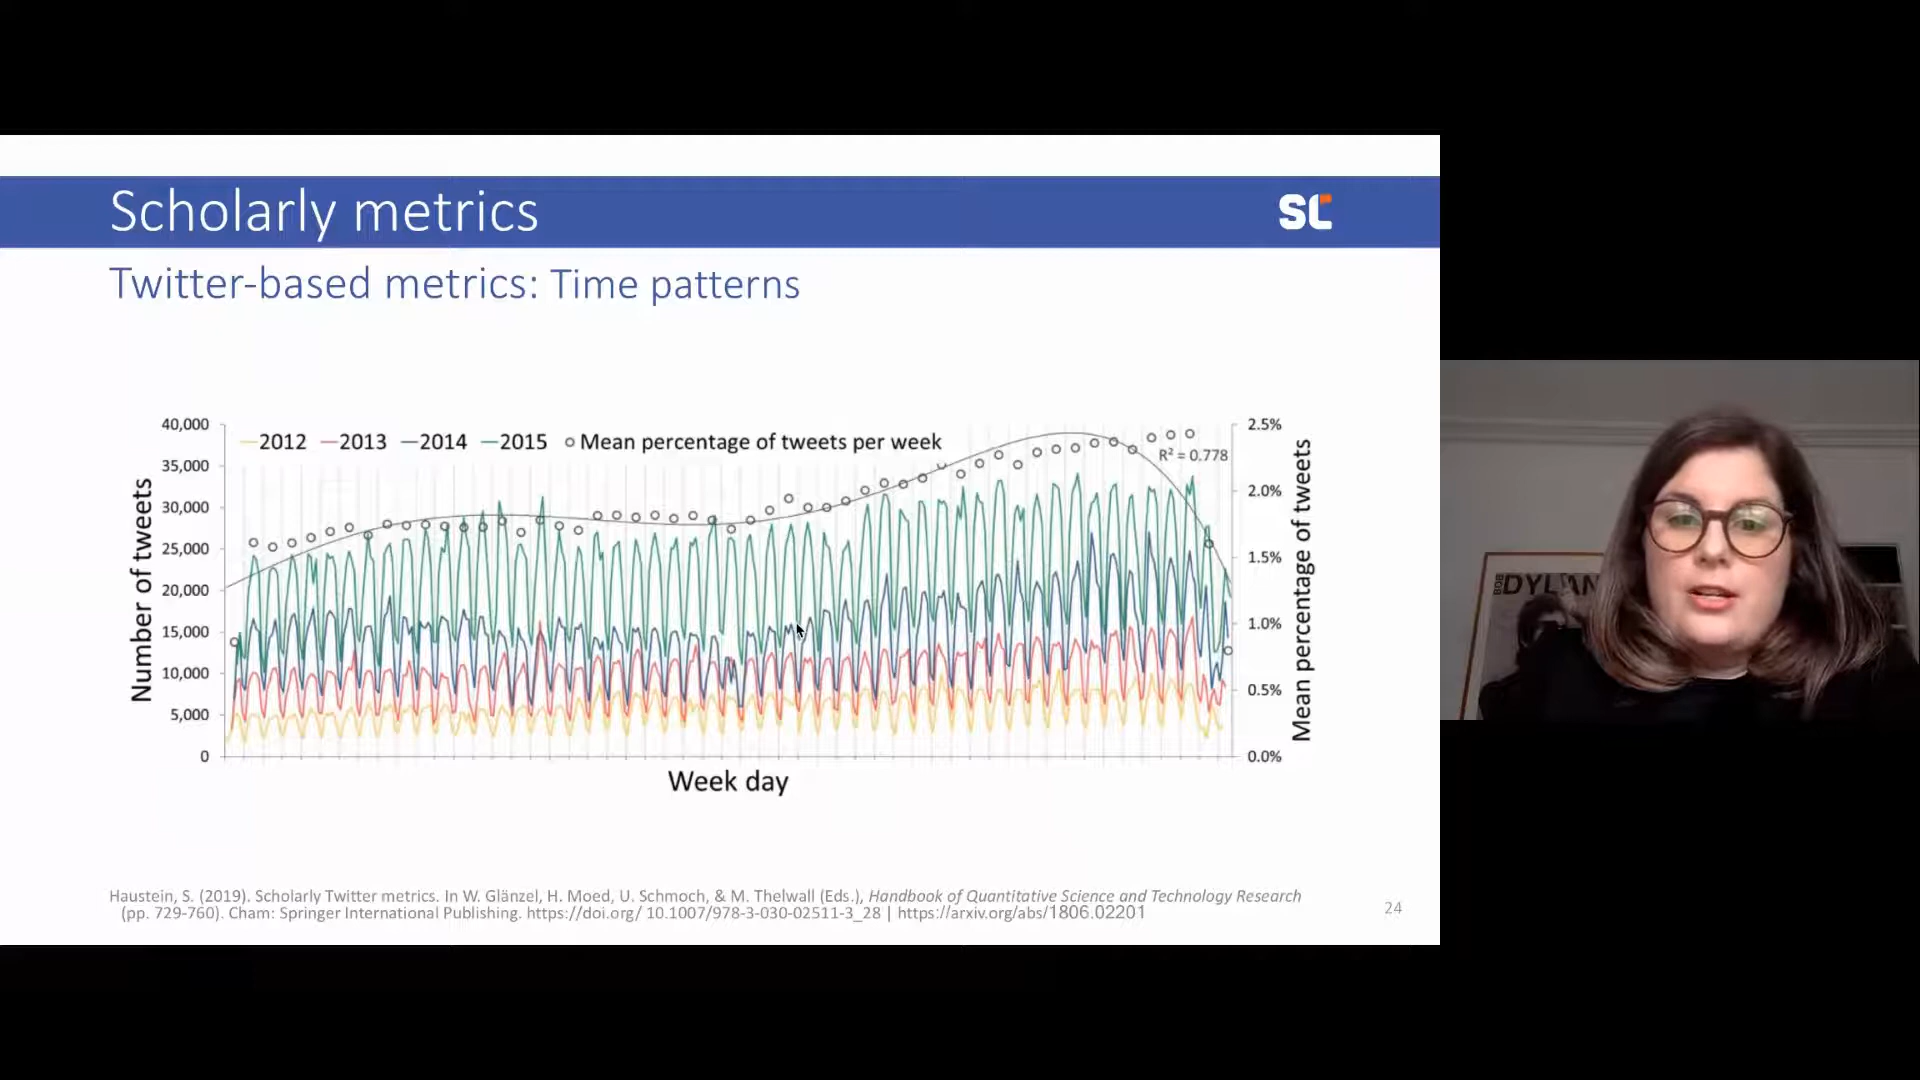 Scholarly metrics
SC
Twitter-based metrics: Time patterns
2012 2013 2014 2015 Mean percentage of tweets per week
40,000
35,000
30,000
25,000
20,000
15,000
10,000
5,000
0
Number of tweets
2.5%
2.0%
1.5%
1.0%
0.5%
0.0%
Mean percentage of tweets
R² = 0.778
Week day
Haustein, S. (2019). Scholarly Twitter metrics. In W. Glänzel, H. Moed, U. Schmoch, & M. Thelwall (Eds.), Handbook of Quantitative Science and Technology Research
(pp. 729-760). Cham: Springer International Publishing. https://doi.org/ 10.1007/978-3-030-02511-3_28 | https://arxiv.org/abs/1806.02201
24
BOB
DYLAN